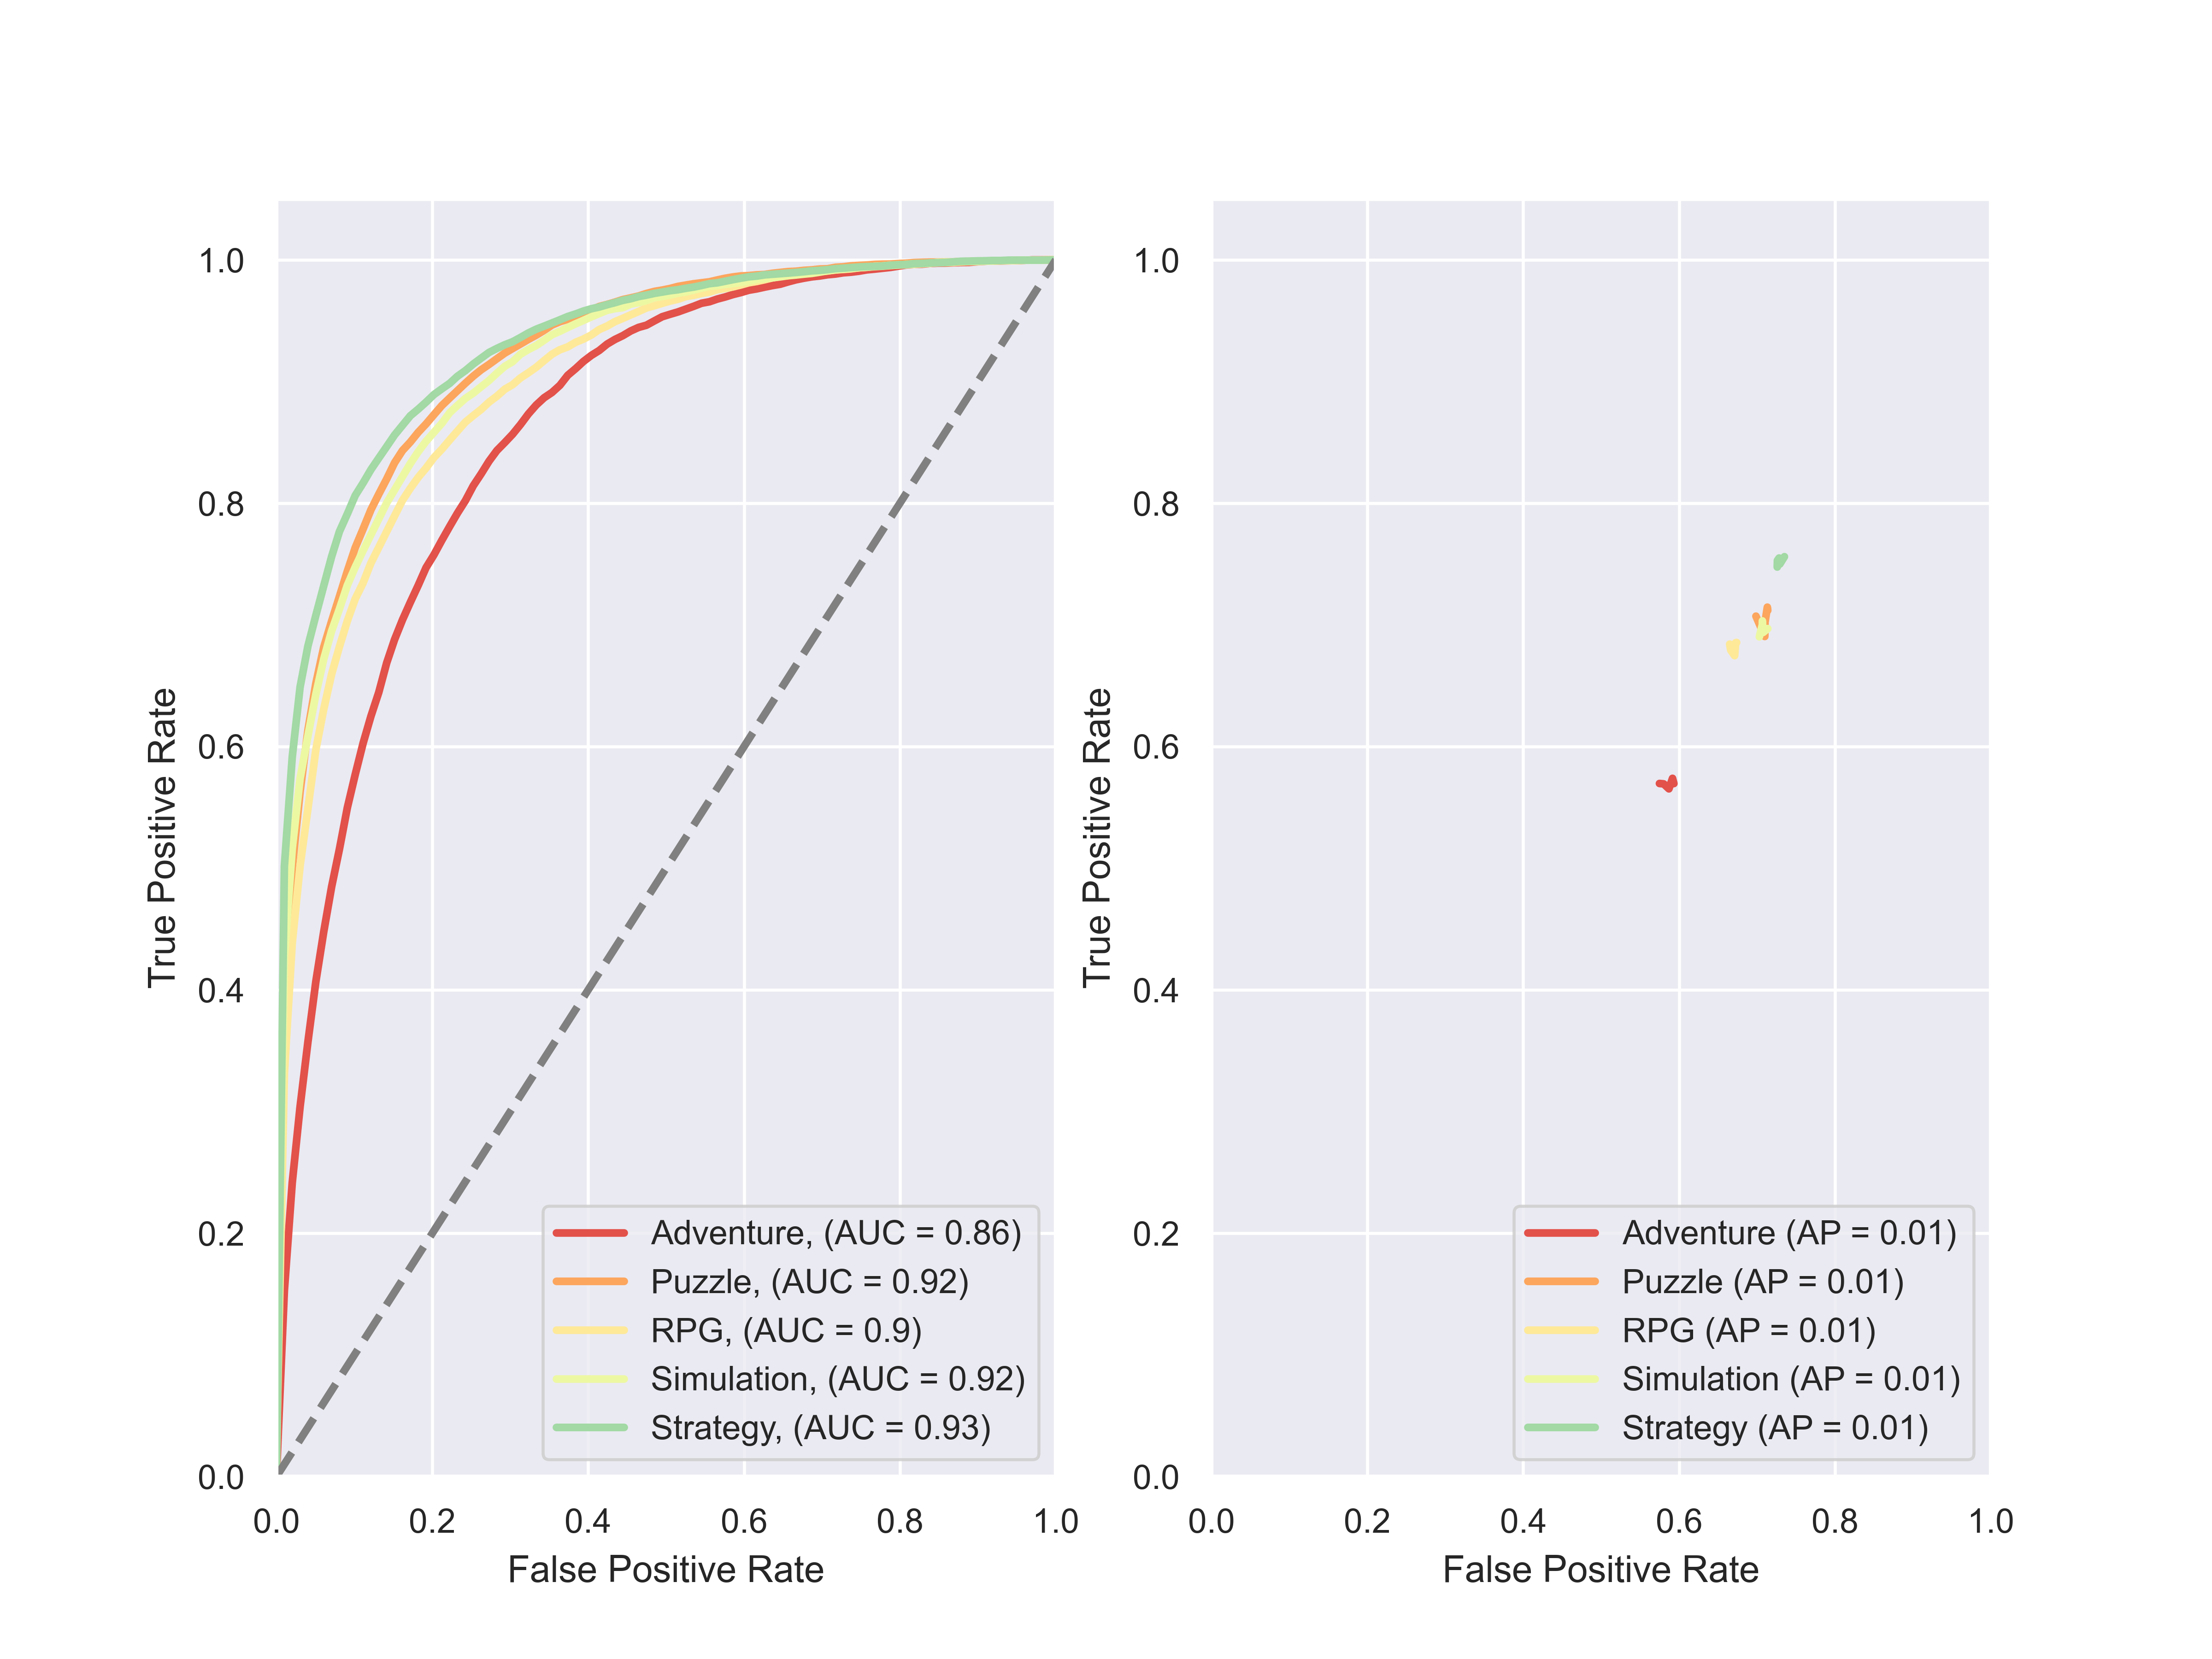 1.0
0.8
0.6
0.4
0.2
0.0
0.0 0.2 0.4 0.6 0.8 1.0
True Positive Rate
False Positive Rate
Adventure, (AUC = 0.86)
Puzzle, (AUC = 0.92)
RPG, (AUC = 0.9)
Simulation, (AUC = 0.92)
Strategy, (AUC = 0.93)
1.0
0.8
0.6
0.4
0.2
0.0
0.0 0.2 0.4 0.6 0.8 1.0
True Positive Rate
False Positive Rate
Adventure (AP = 0.01)
Puzzle (AP = 0.01)
RPG (AP = 0.01)
Simulation (AP = 0.01)
Strategy (AP = 0.01)